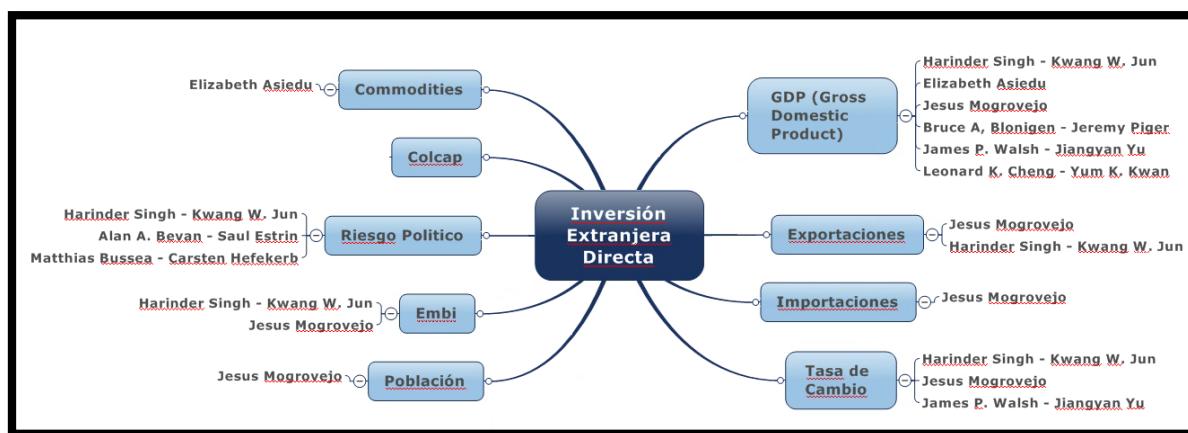 Inversión
Extranjera
Directa
Commodities
Elizabeth Asiedu
Colcap
Riesgo Politico
Harinder Singh - Kwang W. Jun
Alan A. Bevan - Saul Estrin
Matthias Bussea - Carsten Hefekerb
Embi
Harinder Singh - Kwang W. Jun
Jesus Mogrovejo
Población
Jesus Mogrovejo
GDP (Gross
Domestic
Product)
Harinder Singh - Kwang W. Jun
Elizabeth Asiedu
Jesus Mogrovejo
Bruce A, Blonigen - Jeremy Piger
James P. Walsh - Jiangyan Yu
Leonard K. Cheng - Yum K. Kwan
Exportaciones
Jesus Mogrovejo
Harinder Singh - Kwang W. Jun
Importaciones
Jesus Mogrovejo
Tasa de
Cambio
Harinder Singh - Kwang W. Jun
Jesus Mogrovejo
James P. Walsh - Jiangyan Yu